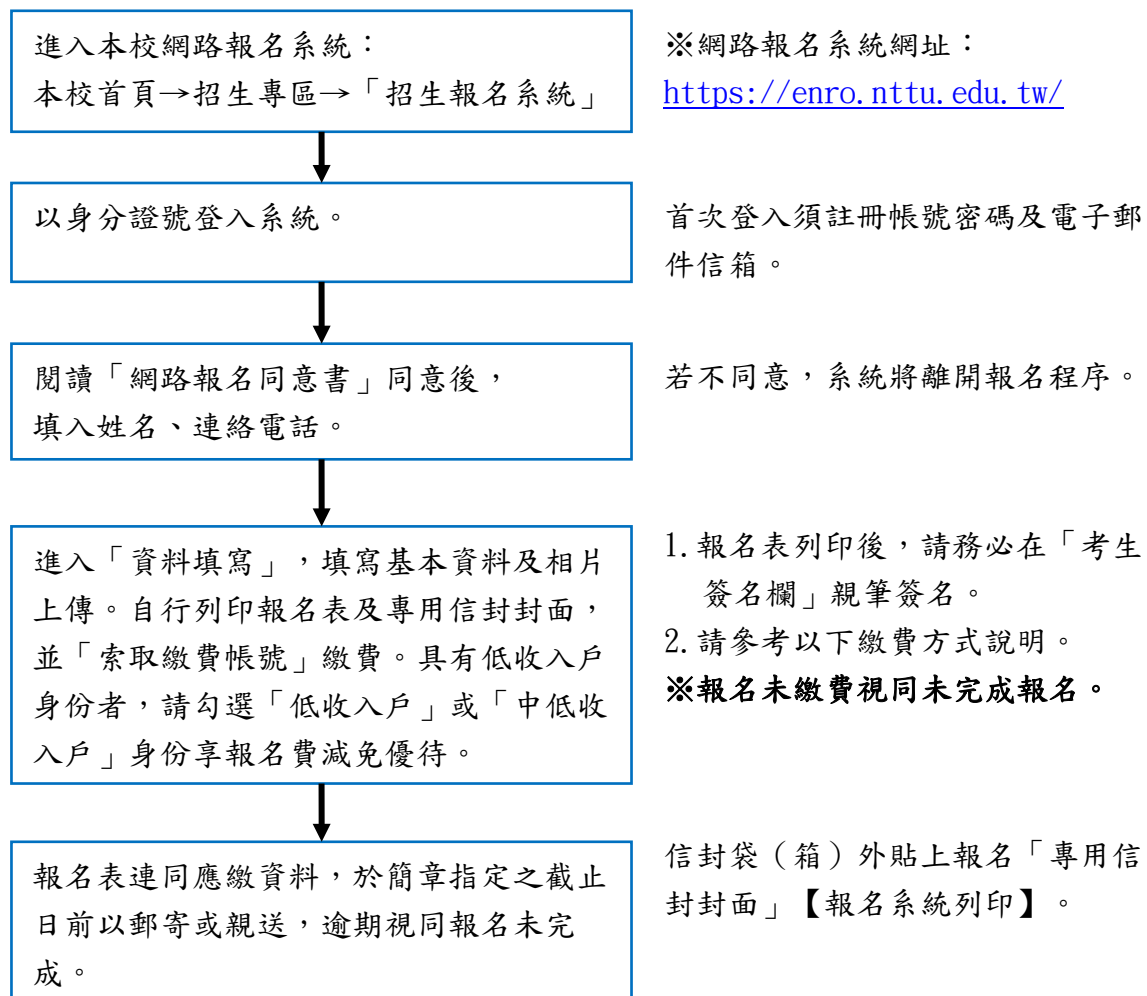 進入本校網路報名系統：
本校首頁→招生專區→「招生報名系統」
※網路報名系統網址：
https://enro.nttu.edu.tw/
以身分證號登入系統。
首次登入須註冊帳號密碼及電子郵
件信箱。
閱讀「網路報名同意書」同意後，
填入姓名、連絡電話。
若不同意，系統將離開報名程序。
進入「資料填寫」，填寫基本資料及相片
上傳。自行列印報名表及專用信封封面，
並「索取繳費帳號」繳費。具有低收入戶
身份者，請勾選「低收入戶」或「中低收
入戶」身份享報名費減免優待。
1.報名表列印後，請務必在「考生
簽名欄」親筆簽名。
2.請參考以下繳費方式說明。
※報名未繳費視同未完成報名。
報名表連同應繳資料，於簡章指定之截止
日前以郵寄或親送，逾期視同報名未完
成。
信封袋（箱）外貼上報名「專用信
封封面」【報名系統列印】。